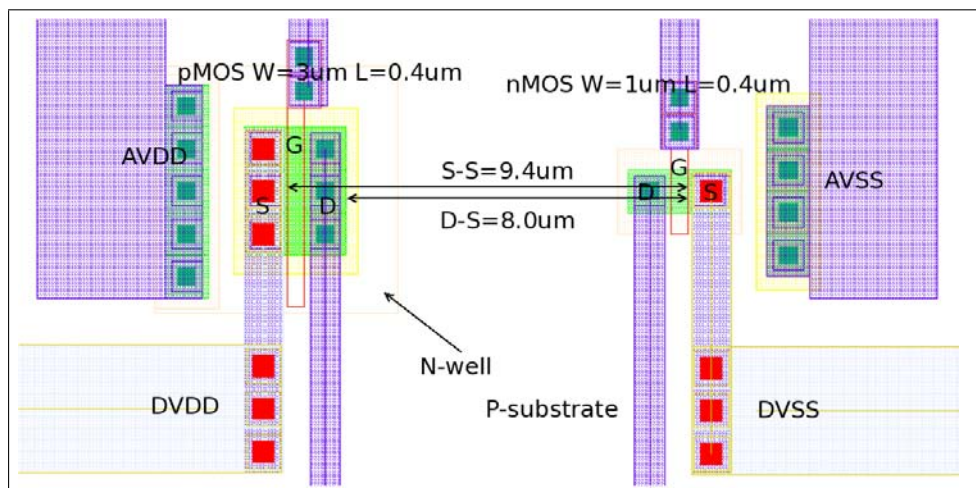 pMOS W=3um L=0.4um
nMOS W=1um L=0.4um
AVDD
G
S
D
S-S=9.4um
D-S=8.0um
G
D
S
AVSS
N-well
DVDD
P-substrate
DVSS